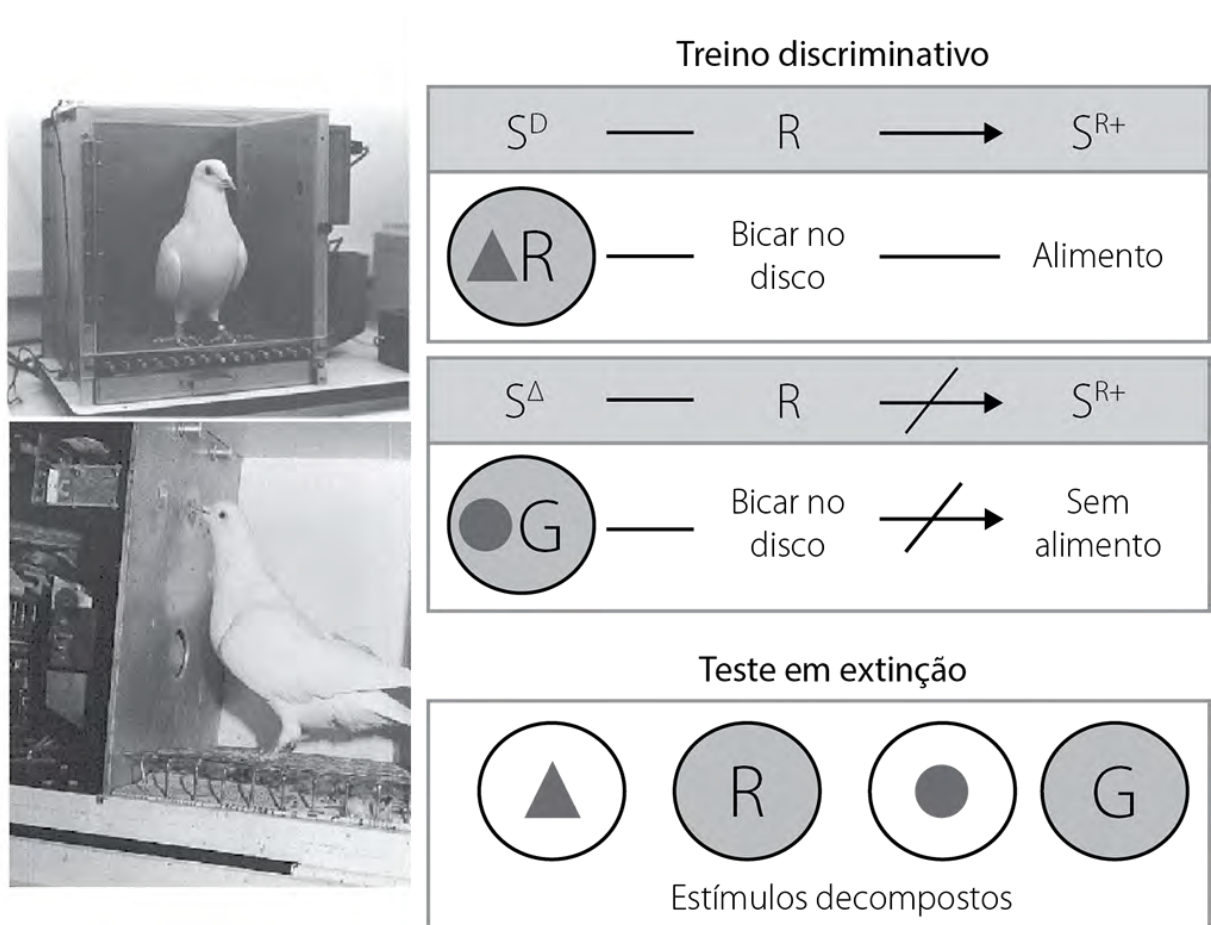 Treino discriminativo
S^D R S^R+
▲R Bicar no disco Alimento
S^Δ R S^R+
●G Bicar no disco Sem alimento
Teste em extinção
R G
Estímulos decompostos